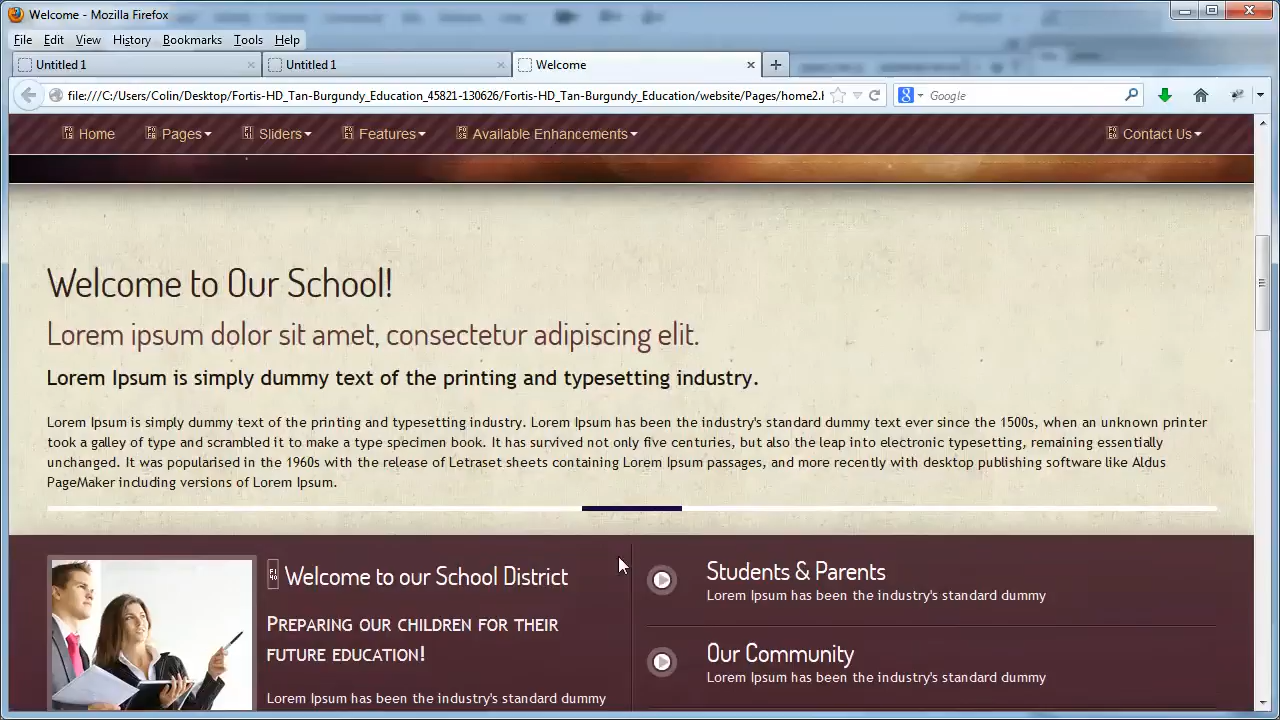 Welcome - Mozilla Firefox
File Edit View History Bookmarks Tools Help
Untitled 1 Untitled 1 Welcome
file:///C:/Users/Colin/Desktop/Fortis-HD_Tan-Burgundy_Education_45821-130626/Fortis-HD_Tan-Burgundy_Education/website/Pages/home2.h Google
Home Pages Sliders Features Available Enhancements Contact Us
Welcome to Our School!
Lorem ipsum dolor sit amet, consectetur adipiscing elit.
Lorem Ipsum is simply dummy text of the printing and typesetting industry.
Lorem Ipsum is simply dummy text of the printing and typesetting industry. Lorem Ipsum has been the industry's standard dummy text ever since the 1500s, when an unknown printer
took a galley of type and scrambled it to make a type specimen book. It has survived not only five centuries, but also the leap into electronic typesetting, remaining essentially
unchanged. It was popularised in the 1960s with the release of Letraset sheets containing Lorem Ipsum passages, and more recently with desktop publishing software like Aldus
PageMaker including versions of Lorem Ipsum.
Welcome to our School District
Preparing our children for their
future education!
Lorem Ipsum has been the industry's standard dummy
Students & Parents
Lorem Ipsum has been the industry's standard dummy
Our Community
Lorem Ipsum has been the industry's standard dummy